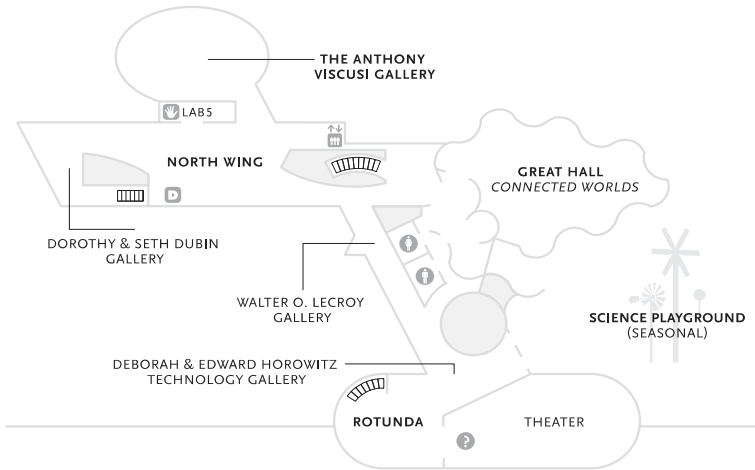 THE ANTHONY
VISCUSI GALLERY
LAB5
NORTH WING
D
GREAT HALL
CONNECTED WORLDS
DOROTHY & SETH DUBIN
GALLERY
WALTER O. LECROY
GALLERY
SCIENCE PLAYGROUND
(SEASONAL)
DEBORAH & EDWARD HOROWITZ
TECHNOLOGY GALLERY
ROTUNDA
THEATER
?